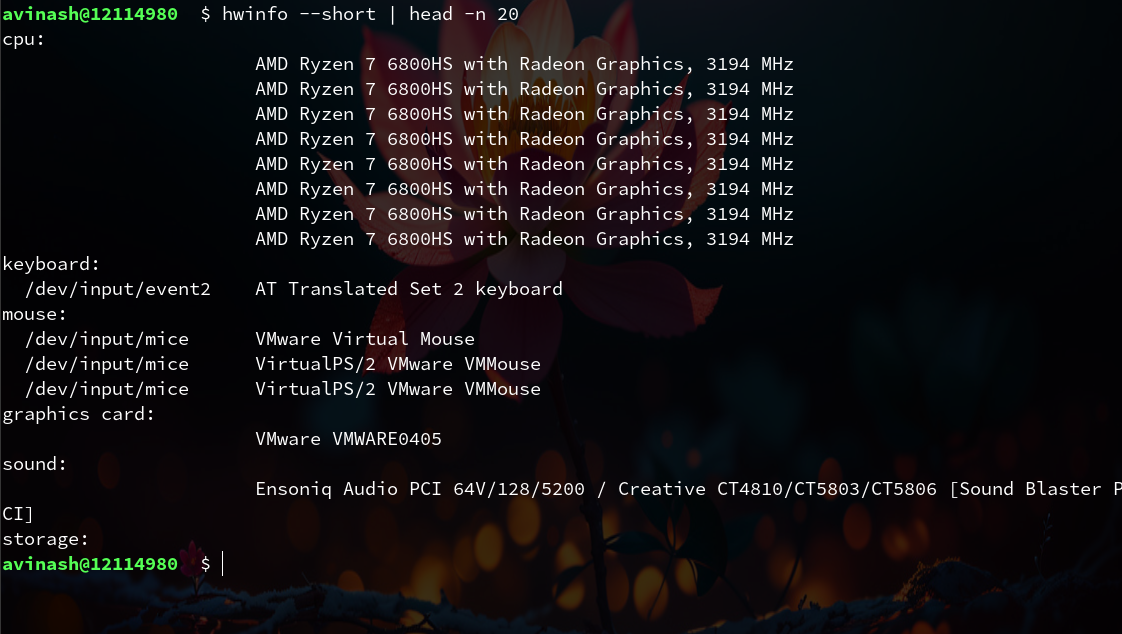 avinash@12114980  $ hwinfo --short | head -n 20
cpu:
                       AMD Ryzen 7 6800HS with Radeon Graphics, 3194 MHz
                       AMD Ryzen 7 6800HS with Radeon Graphics, 3194 MHz
                       AMD Ryzen 7 6800HS with Radeon Graphics, 3194 MHz
                       AMD Ryzen 7 6800HS with Radeon Graphics, 3194 MHz
                       AMD Ryzen 7 6800HS with Radeon Graphics, 3194 MHz
                       AMD Ryzen 7 6800HS with Radeon Graphics, 3194 MHz
                       AMD Ryzen 7 6800HS with Radeon Graphics, 3194 MHz
                       AMD Ryzen 7 6800HS with Radeon Graphics, 3194 MHz
keyboard:
  /dev/input/event2    AT Translated Set 2 keyboard
mouse:
  /dev/input/mice      VMware Virtual Mouse
  /dev/input/mice      VirtualPS/2 VMware VMMouse
  /dev/input/mice      VirtualPS/2 VMware VMMouse
graphics card:
                       VMware VMWARE0405
sound:
                       Ensoniq Audio PCI 64V/128/5200 / Creative CT4810/CT5803/CT5806 [Sound Blaster P
CI]
storage:
avinash@12114980  $